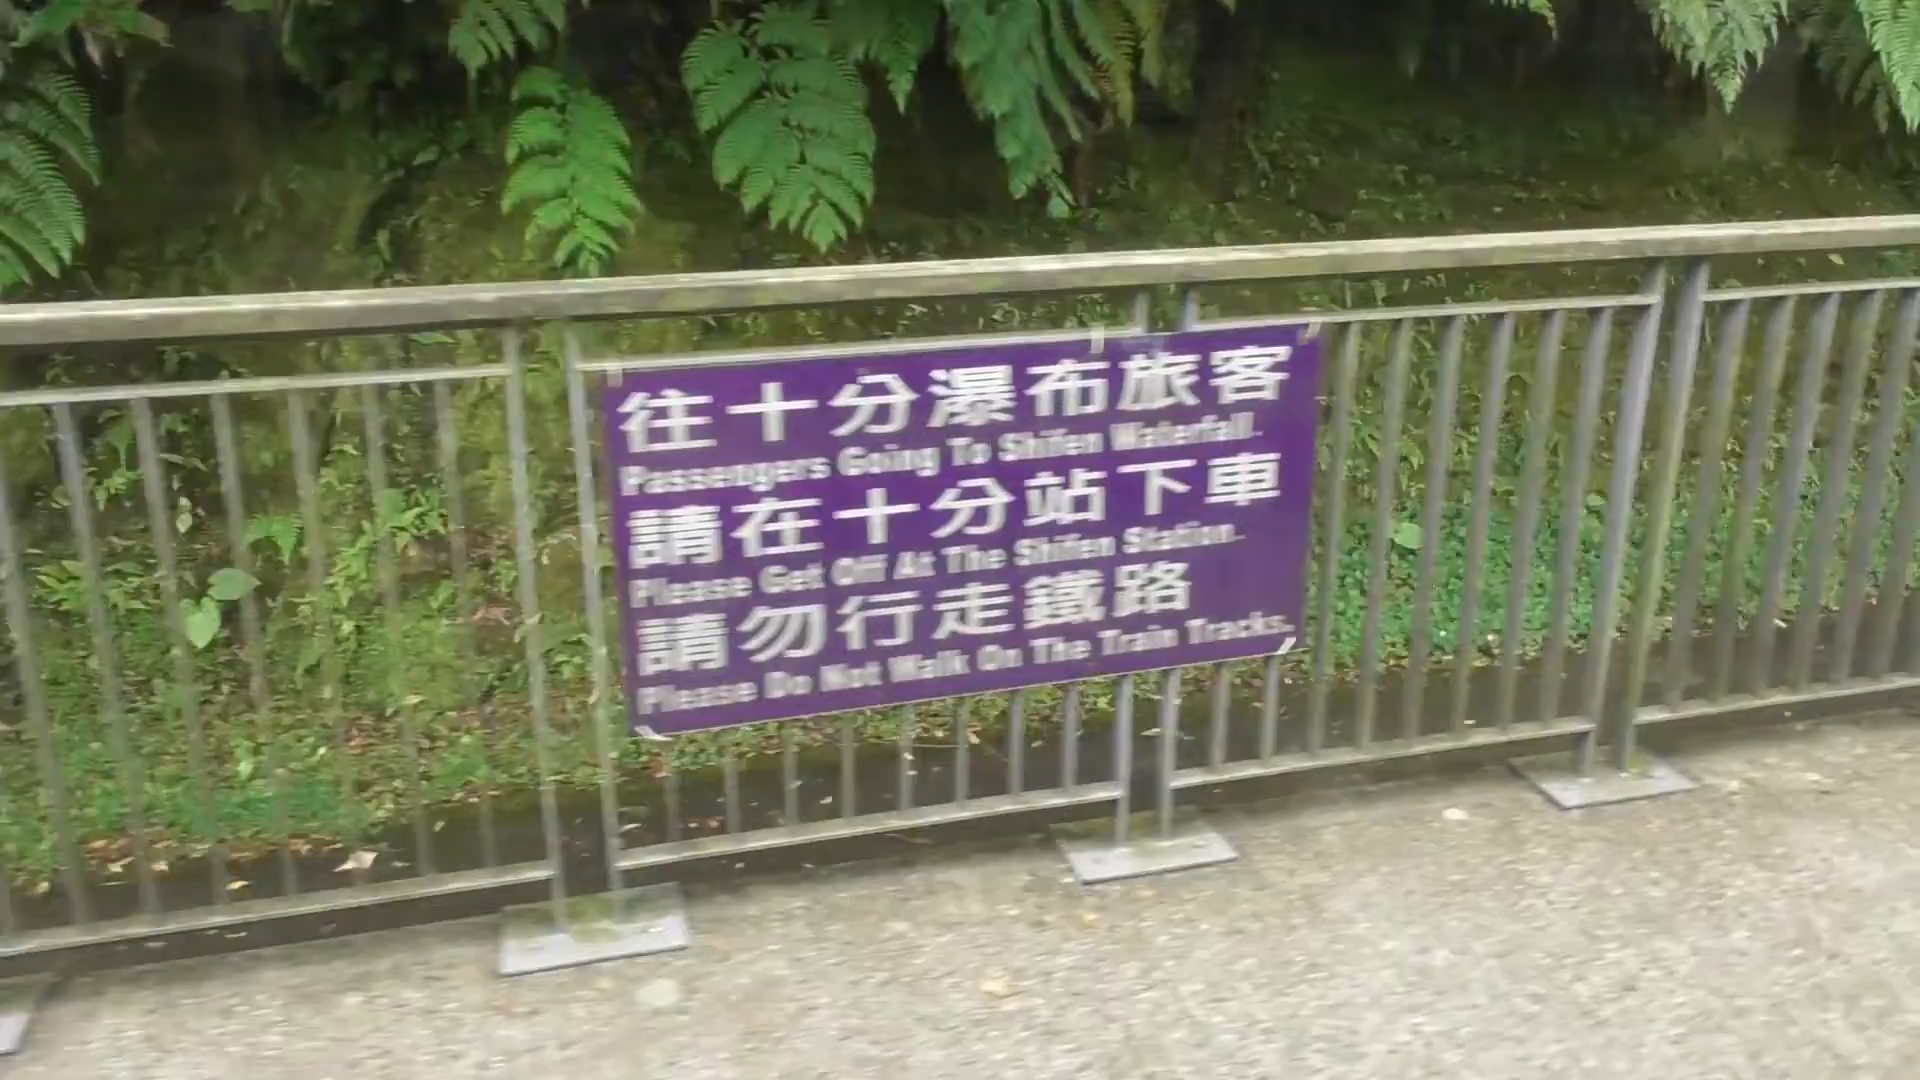 往十分瀑布旅客
Passengers Going To Shifen Waterfall.
請在十分站下車
Please Get Off At The Shifen Station.
請勿行走鐵路
Please Do Not Walk On The Train Tracks.